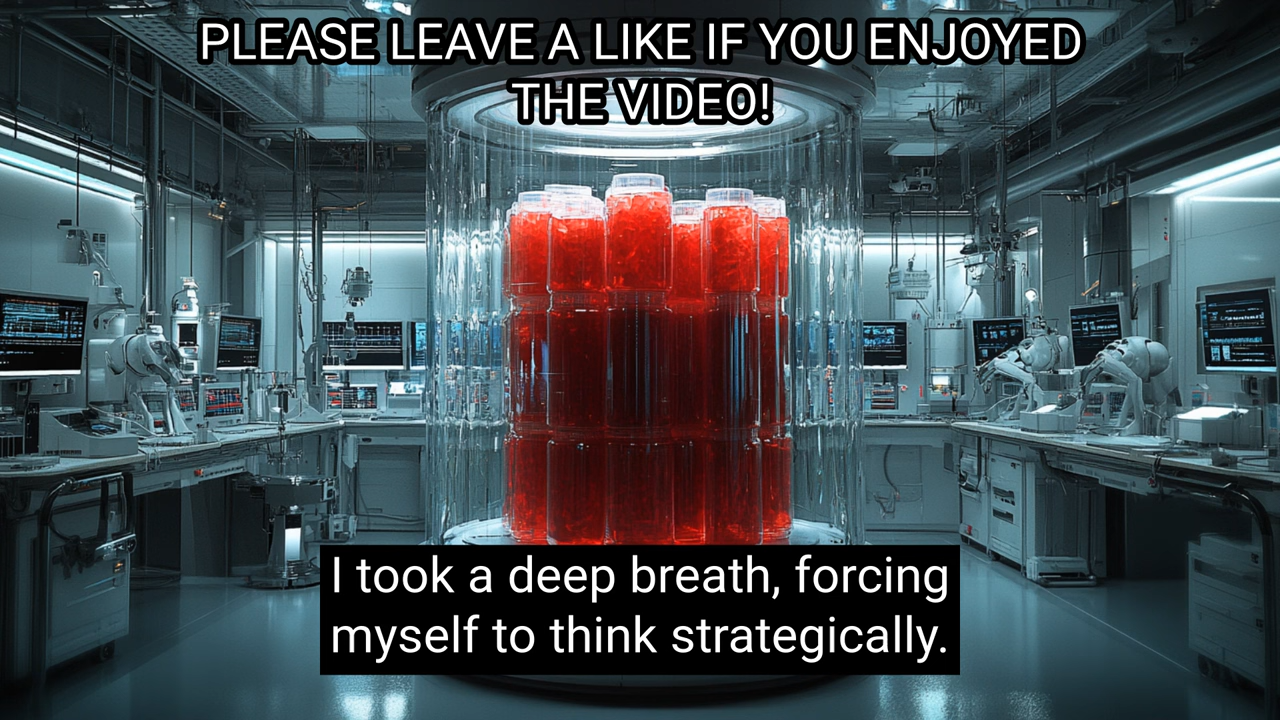 PLEASE LEAVE A LIKE IF YOU ENJOYED
THE VIDEO!
I took a deep breath, forcing
myself to think strategically.